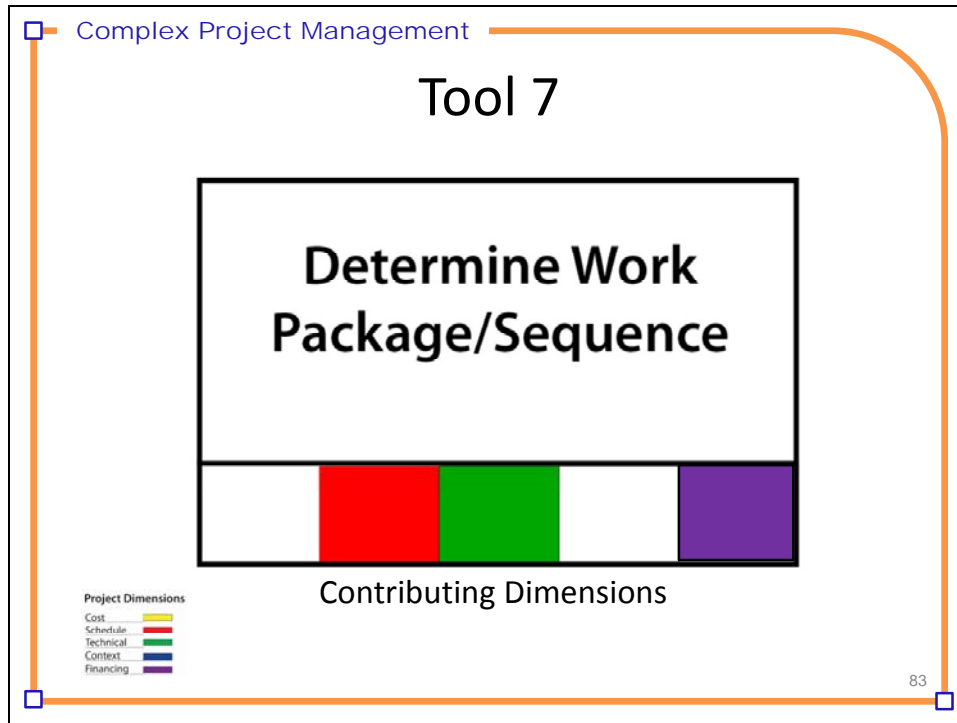 Complex Project Management
Tool 7
Determine Work
Package/Sequence
Contributing Dimensions
Project Dimensions
Cost
Schedule
Technical
Context
Financing
83